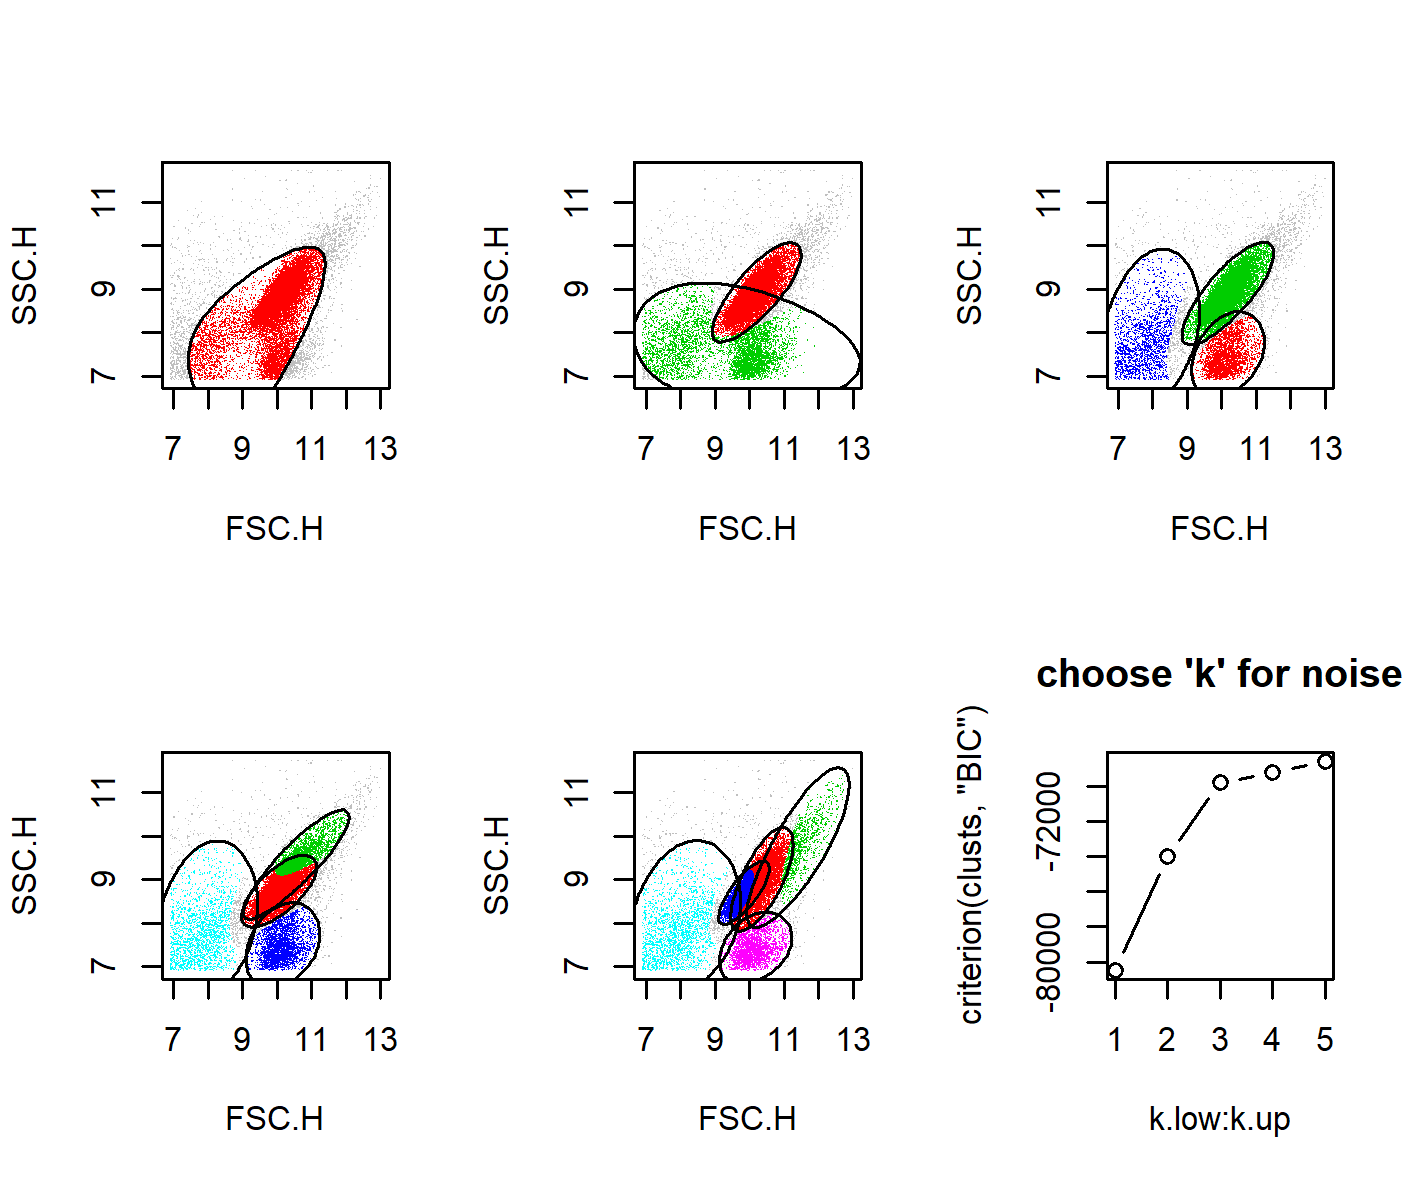 SSC.H
11
9
7
7 9 11 13
FSC.H
SSC.H
11
9
7
7 9 11 13
FSC.H
SSC.H
11
9
7
7 9 11 13
FSC.H
SSC.H
11
9
7
7 9 11 13
FSC.H
SSC.H
11
9
7
7 9 11 13
FSC.H
choose 'k' for noise
criterion(clusts, "BIC")
-72000
-80000
1 2 3 4 5
k.low:k.up